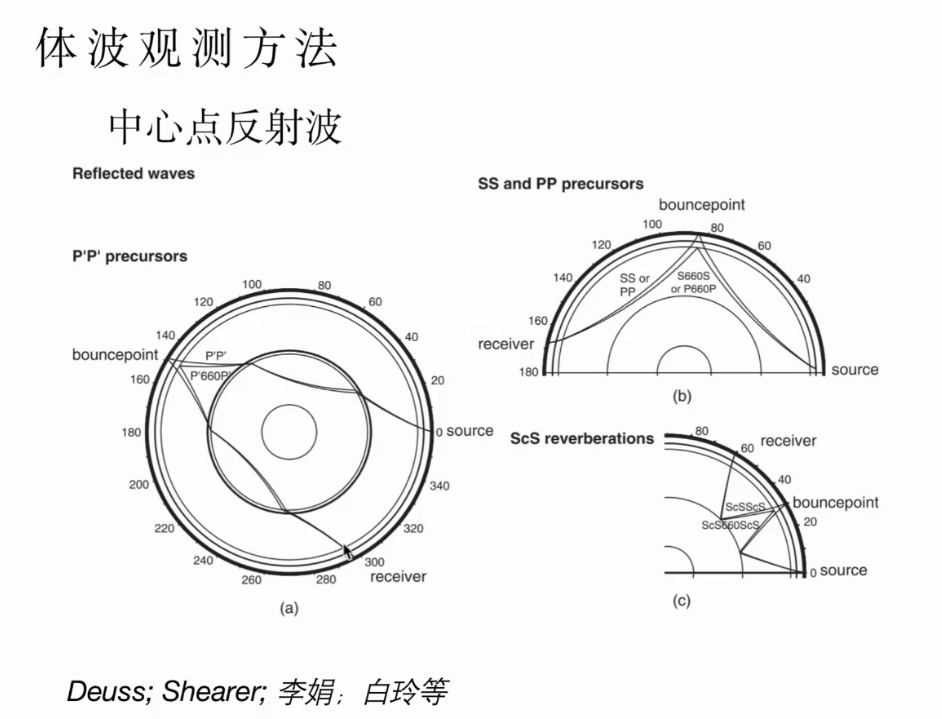 体波观测方法
中心点反射波
Reflected waves
P'P' precursors
100
80
120
60
140
40
bouncepoint
P'P'
160
P'660P'
20
180
0 source
200
340
220
320
240
300
260
280
receiver
(a)
SS and PP precursors
bouncepoint
100
80
120
60
140
40
SS or
PP
S660S
or P660P
160
receiver
180
source
(b)
ScS reverberations
80
60
receiver
40
bouncepoint
ScSScS
ScS660ScS
20
0 source
(c)
Deuss; Shearer; 李娟；白玲等